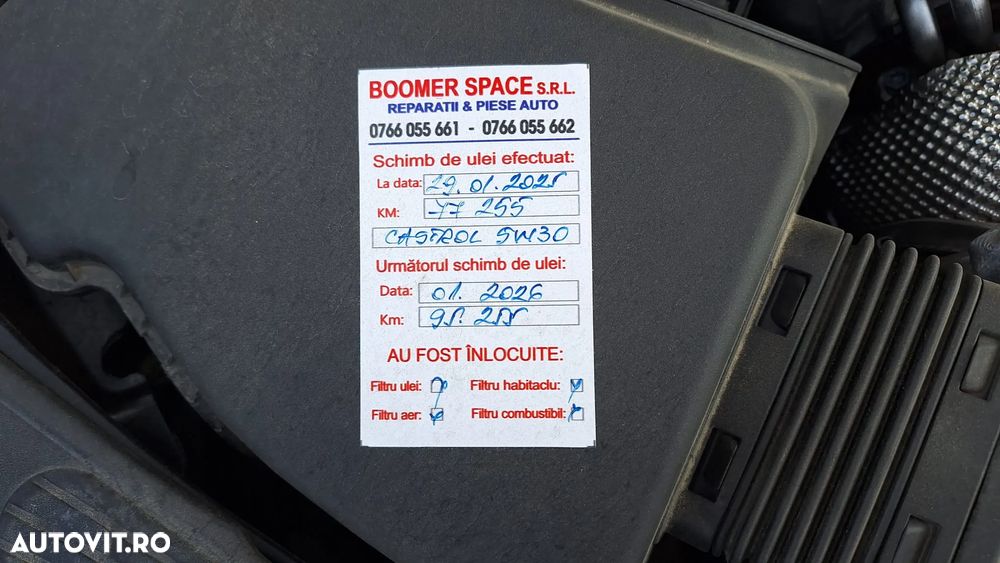 BOOMER SPACE S.R.L.
REPARATII & PIESE AUTO
0766 055 661 - 0766 055 662
Schimb de ulei efectuat:
La data: 29.01.2025
KM: 77 255
CASTROL 5W30
Următorul schimb de ulei:
Data: 01. 2026
Km: 95. 255
AU FOST ÎNLOCUITE:
Filtru ulei: Filtru habitaclu:
Filtru aer: Filtru combustibil:
AUTOVIT.RO